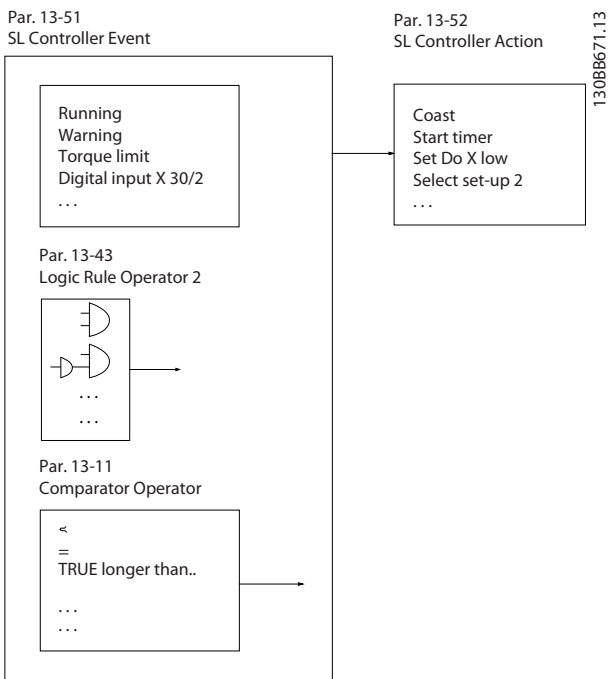 Par. 13-51
SL Controller Event
Par. 13-52
SL Controller Action
130BB671.13
Running
Warning
Torque limit
Digital input X 30/2
. . .
Coast
Start timer
Set Do X low
Select set-up 2
. . .
Par. 13-43
Logic Rule Operator 2
. . .
. . .
Par. 13-11
Comparator Operator
<
=
TRUE longer than..
. . .
. . .